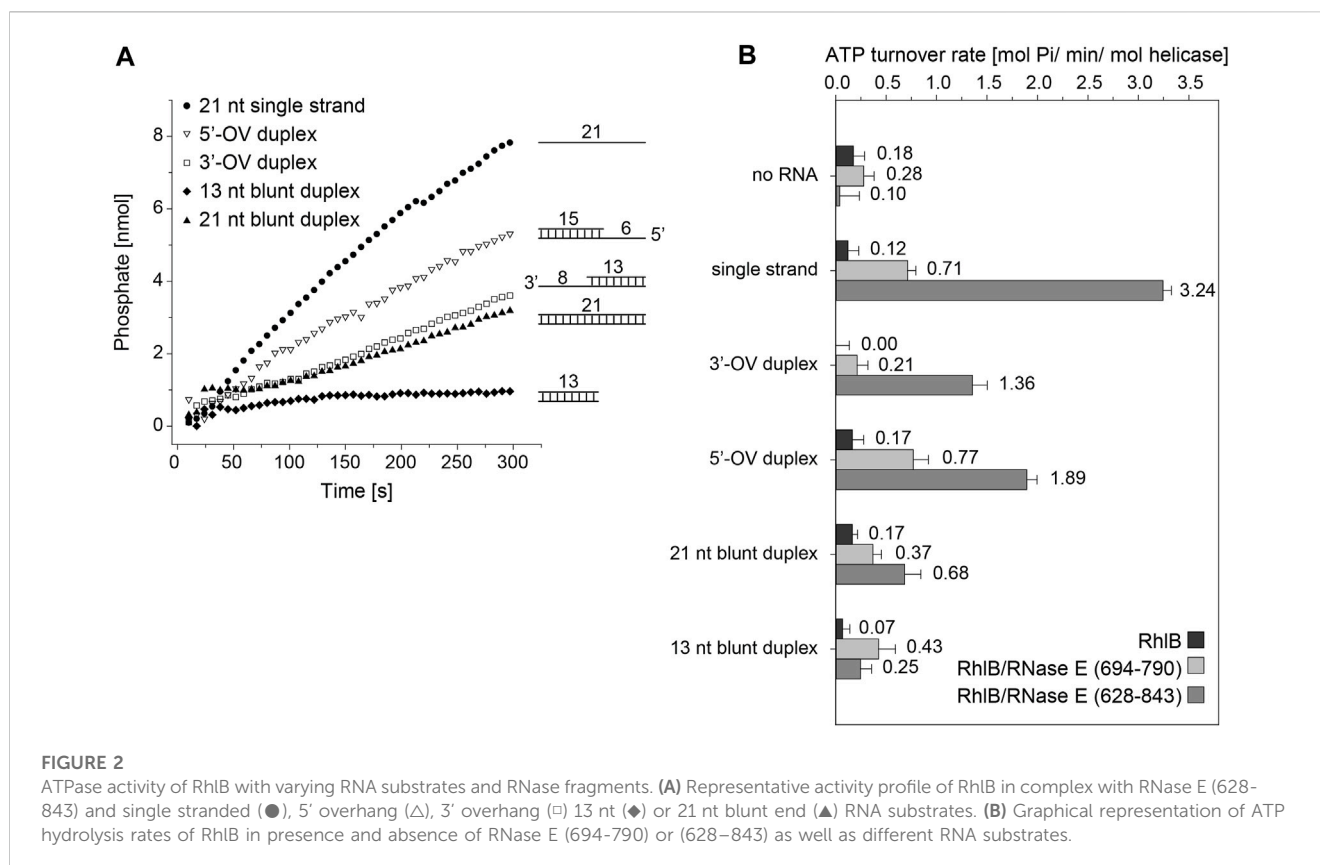 A
● 21 nt single strand
▽ 5’-OV duplex
□ 3’-OV duplex
◆ 13 nt blunt duplex
▲ 21 nt blunt duplex
Phosphate [nmol]
8
6
4
2
0
0 50 100 150 200 250 300
Time [s]
21
15 6 5’
3’ 8 13
21
13
B
ATP turnover rate [mol Pi/ min/ mol helicase]
0.0 0.5 1.0 1.5 2.0 2.5 3.0 3.5
no RNA
0.18
0.28
0.10
single strand
0.12
0.71
3.24
3’-OV duplex
0.00
0.21
1.36
5’-OV duplex
0.17
0.77
1.89
21 nt blunt duplex
0.17
0.37
0.68
13 nt blunt duplex
0.07
0.43
0.25
RhlB
RhlB/RNase E (694-790)
RhlB/RNase E (628-843)
FIGURE 2
ATPase activity of RhlB with varying RNA substrates and RNase fragments. (A) Representative activity profile of RhlB in complex with RNase E (628-
843) and single stranded (●), 5′ overhang (△), 3′ overhang (□) 13 nt (◆) or 21 nt blunt end (▲) RNA substrates. (B) Graphical representation of ATP
hydrolysis rates of RhlB in presence and absence of RNase E (694-790) or (628–843) as well as different RNA substrates.